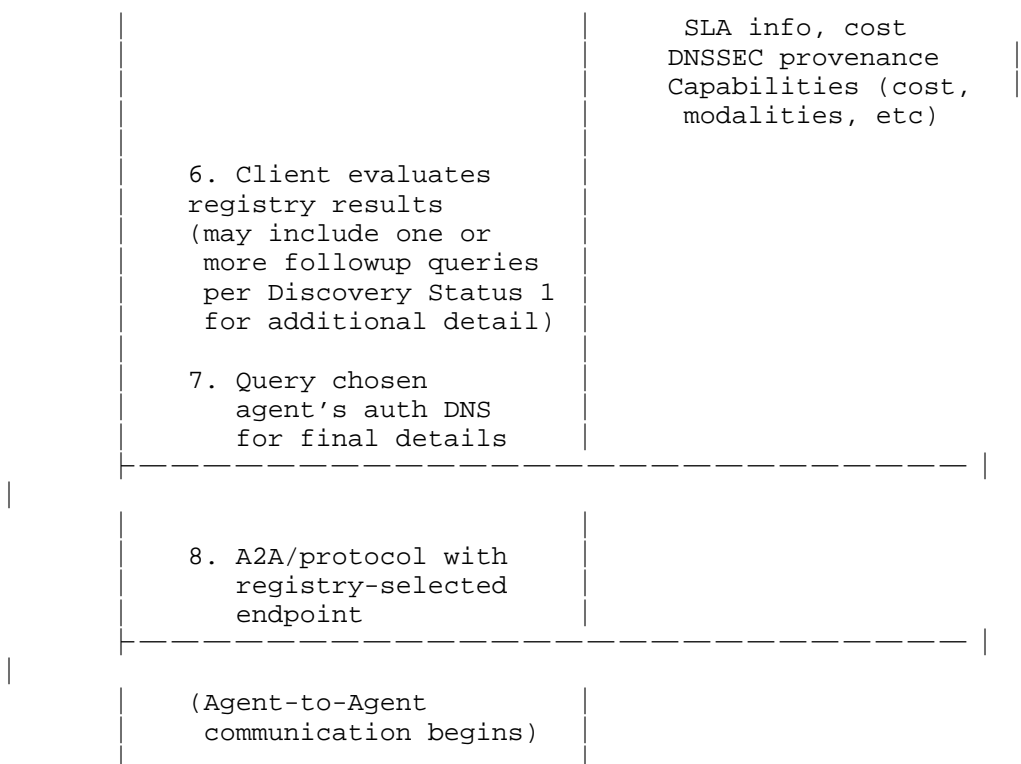 SLA info, cost
DNSSEC provenance
Capabilities (cost,
modalities, etc)
6. Client evaluates
registry results
(may include one or
more followup queries
per Discovery Status 1
for additional detail)
7. Query chosen
agent's auth DNS
for final details
8. A2A/protocol with
registry-selected
endpoint
(Agent-to-Agent
communication begins)